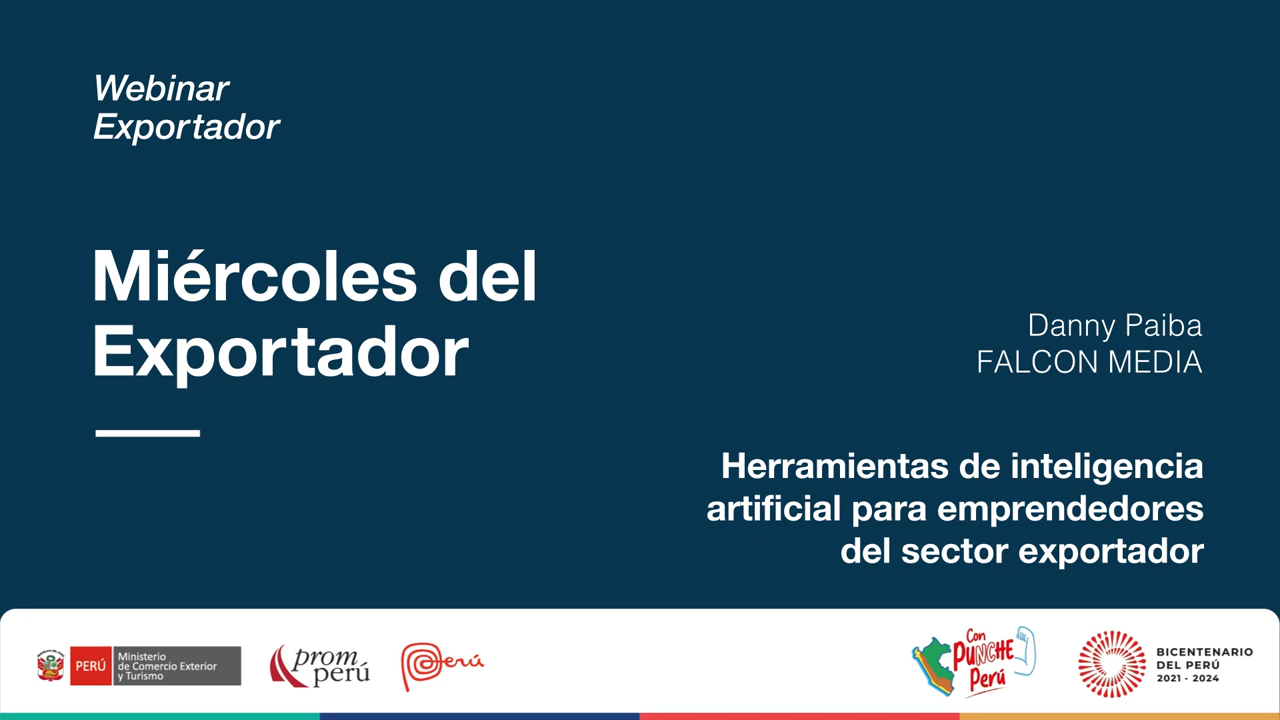 Webinar
Exportador
Miércoles del
Exportador
Danny Paiba
FALCON MEDIA
Herramientas de inteligencia
artificial para emprendedores
del sector exportador
PERÚ
Ministerio
de Comercio Exterior
y Turismo
prom
perú
Perú
Con
PUNCHE
Perú
BICENTENARIO
DEL PERÚ
2021 - 2024